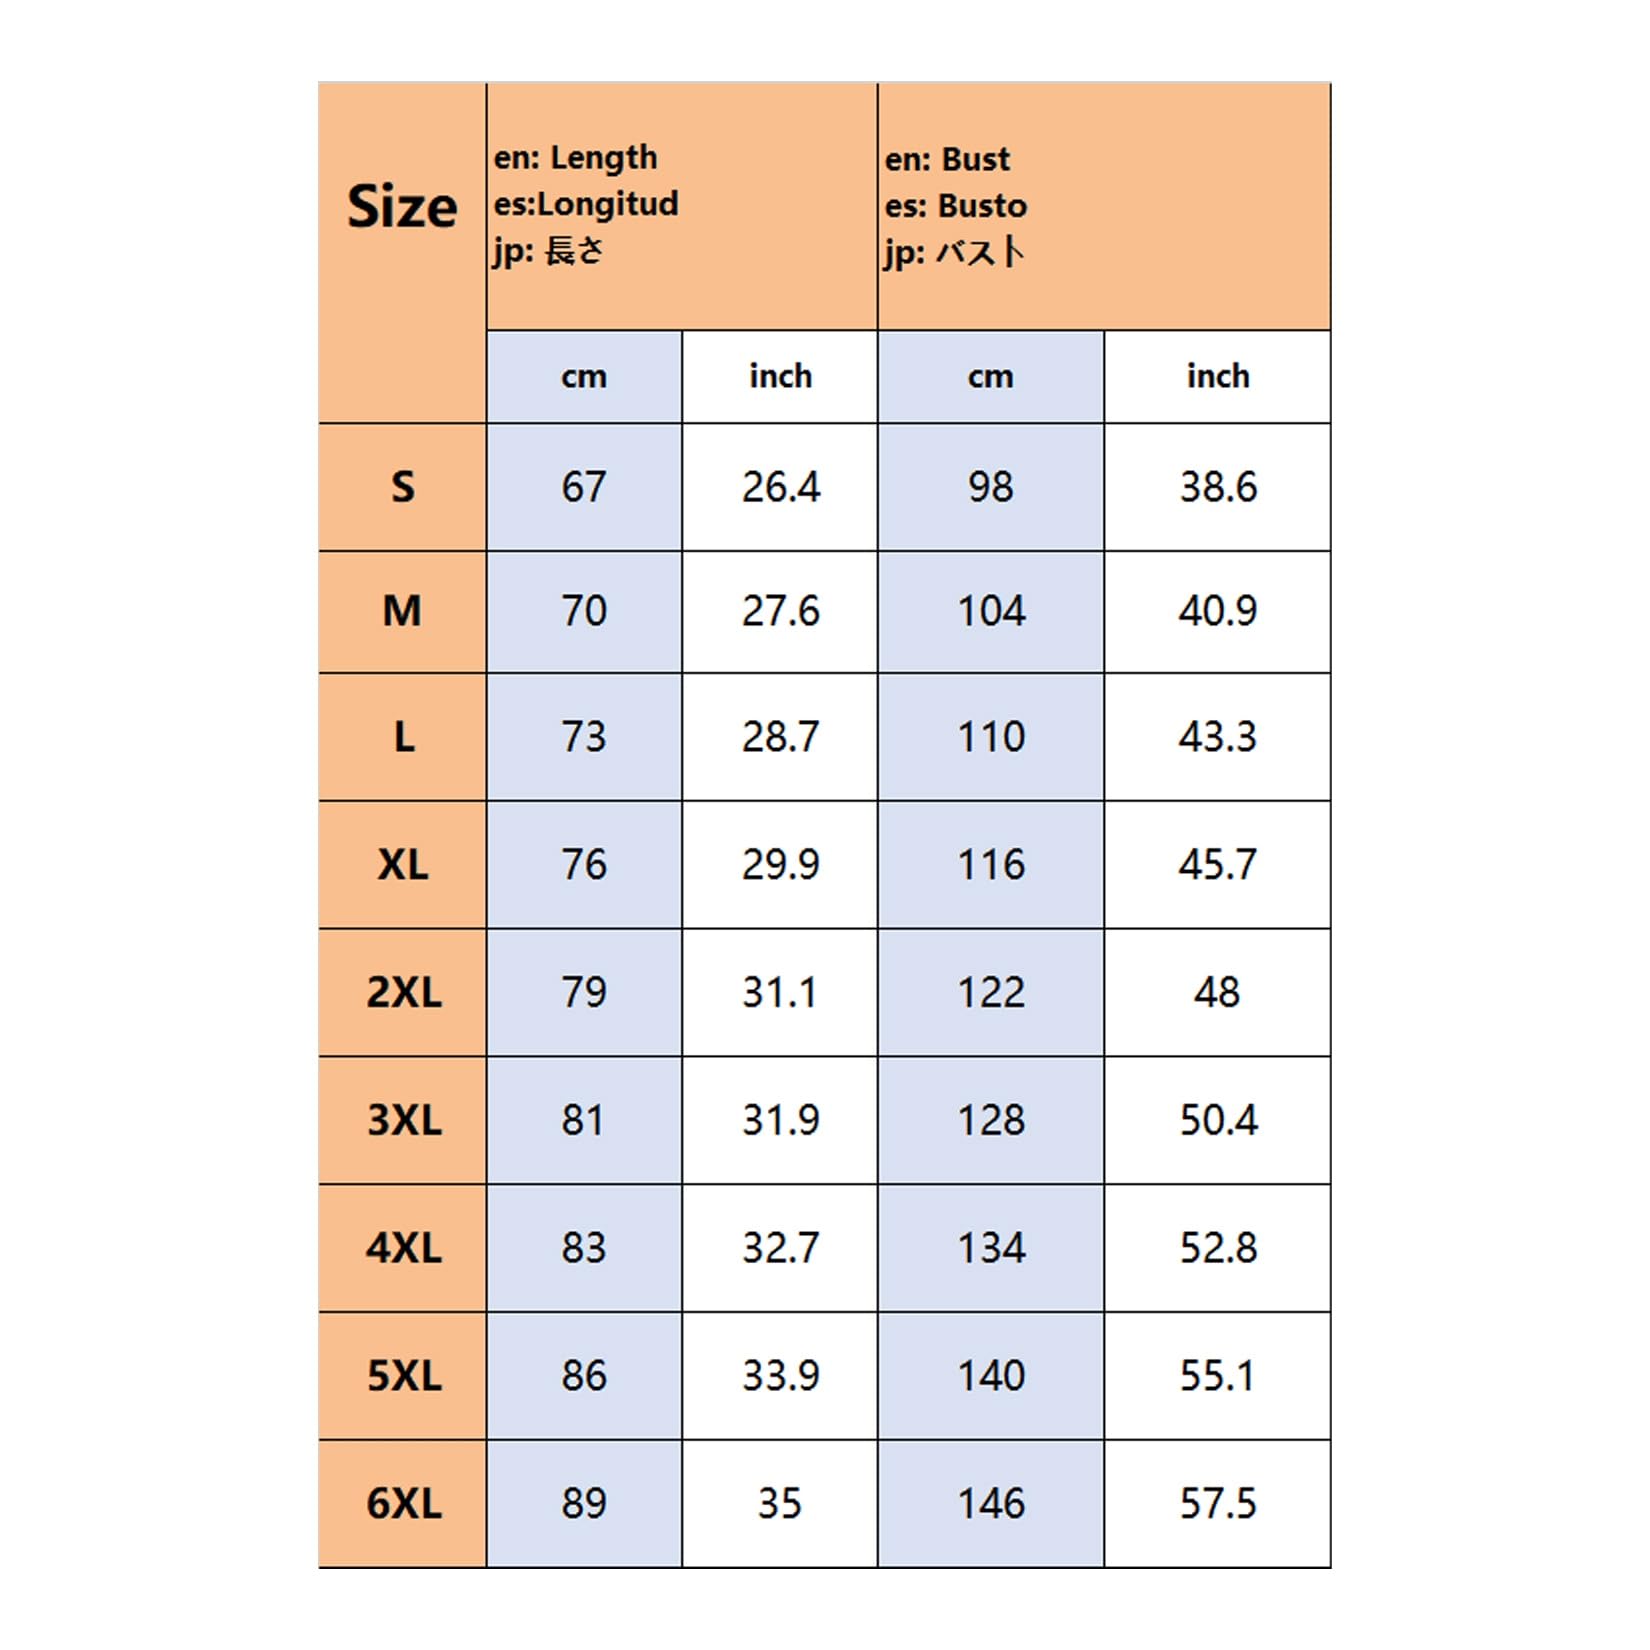 Size
en: Length
es:Longitud
jp: 長さ
en: Bust
es: Busto
jp: バスト
cm inch cm inch
S 67 26.4 98 38.6
M 70 27.6 104 40.9
L 73 28.7 110 43.3
XL 76 29.9 116 45.7
2XL 79 31.1 122 48
3XL 81 31.9 128 50.4
4XL 83 32.7 134 52.8
5XL 86 33.9 140 55.1
6XL 89 35 146 57.5